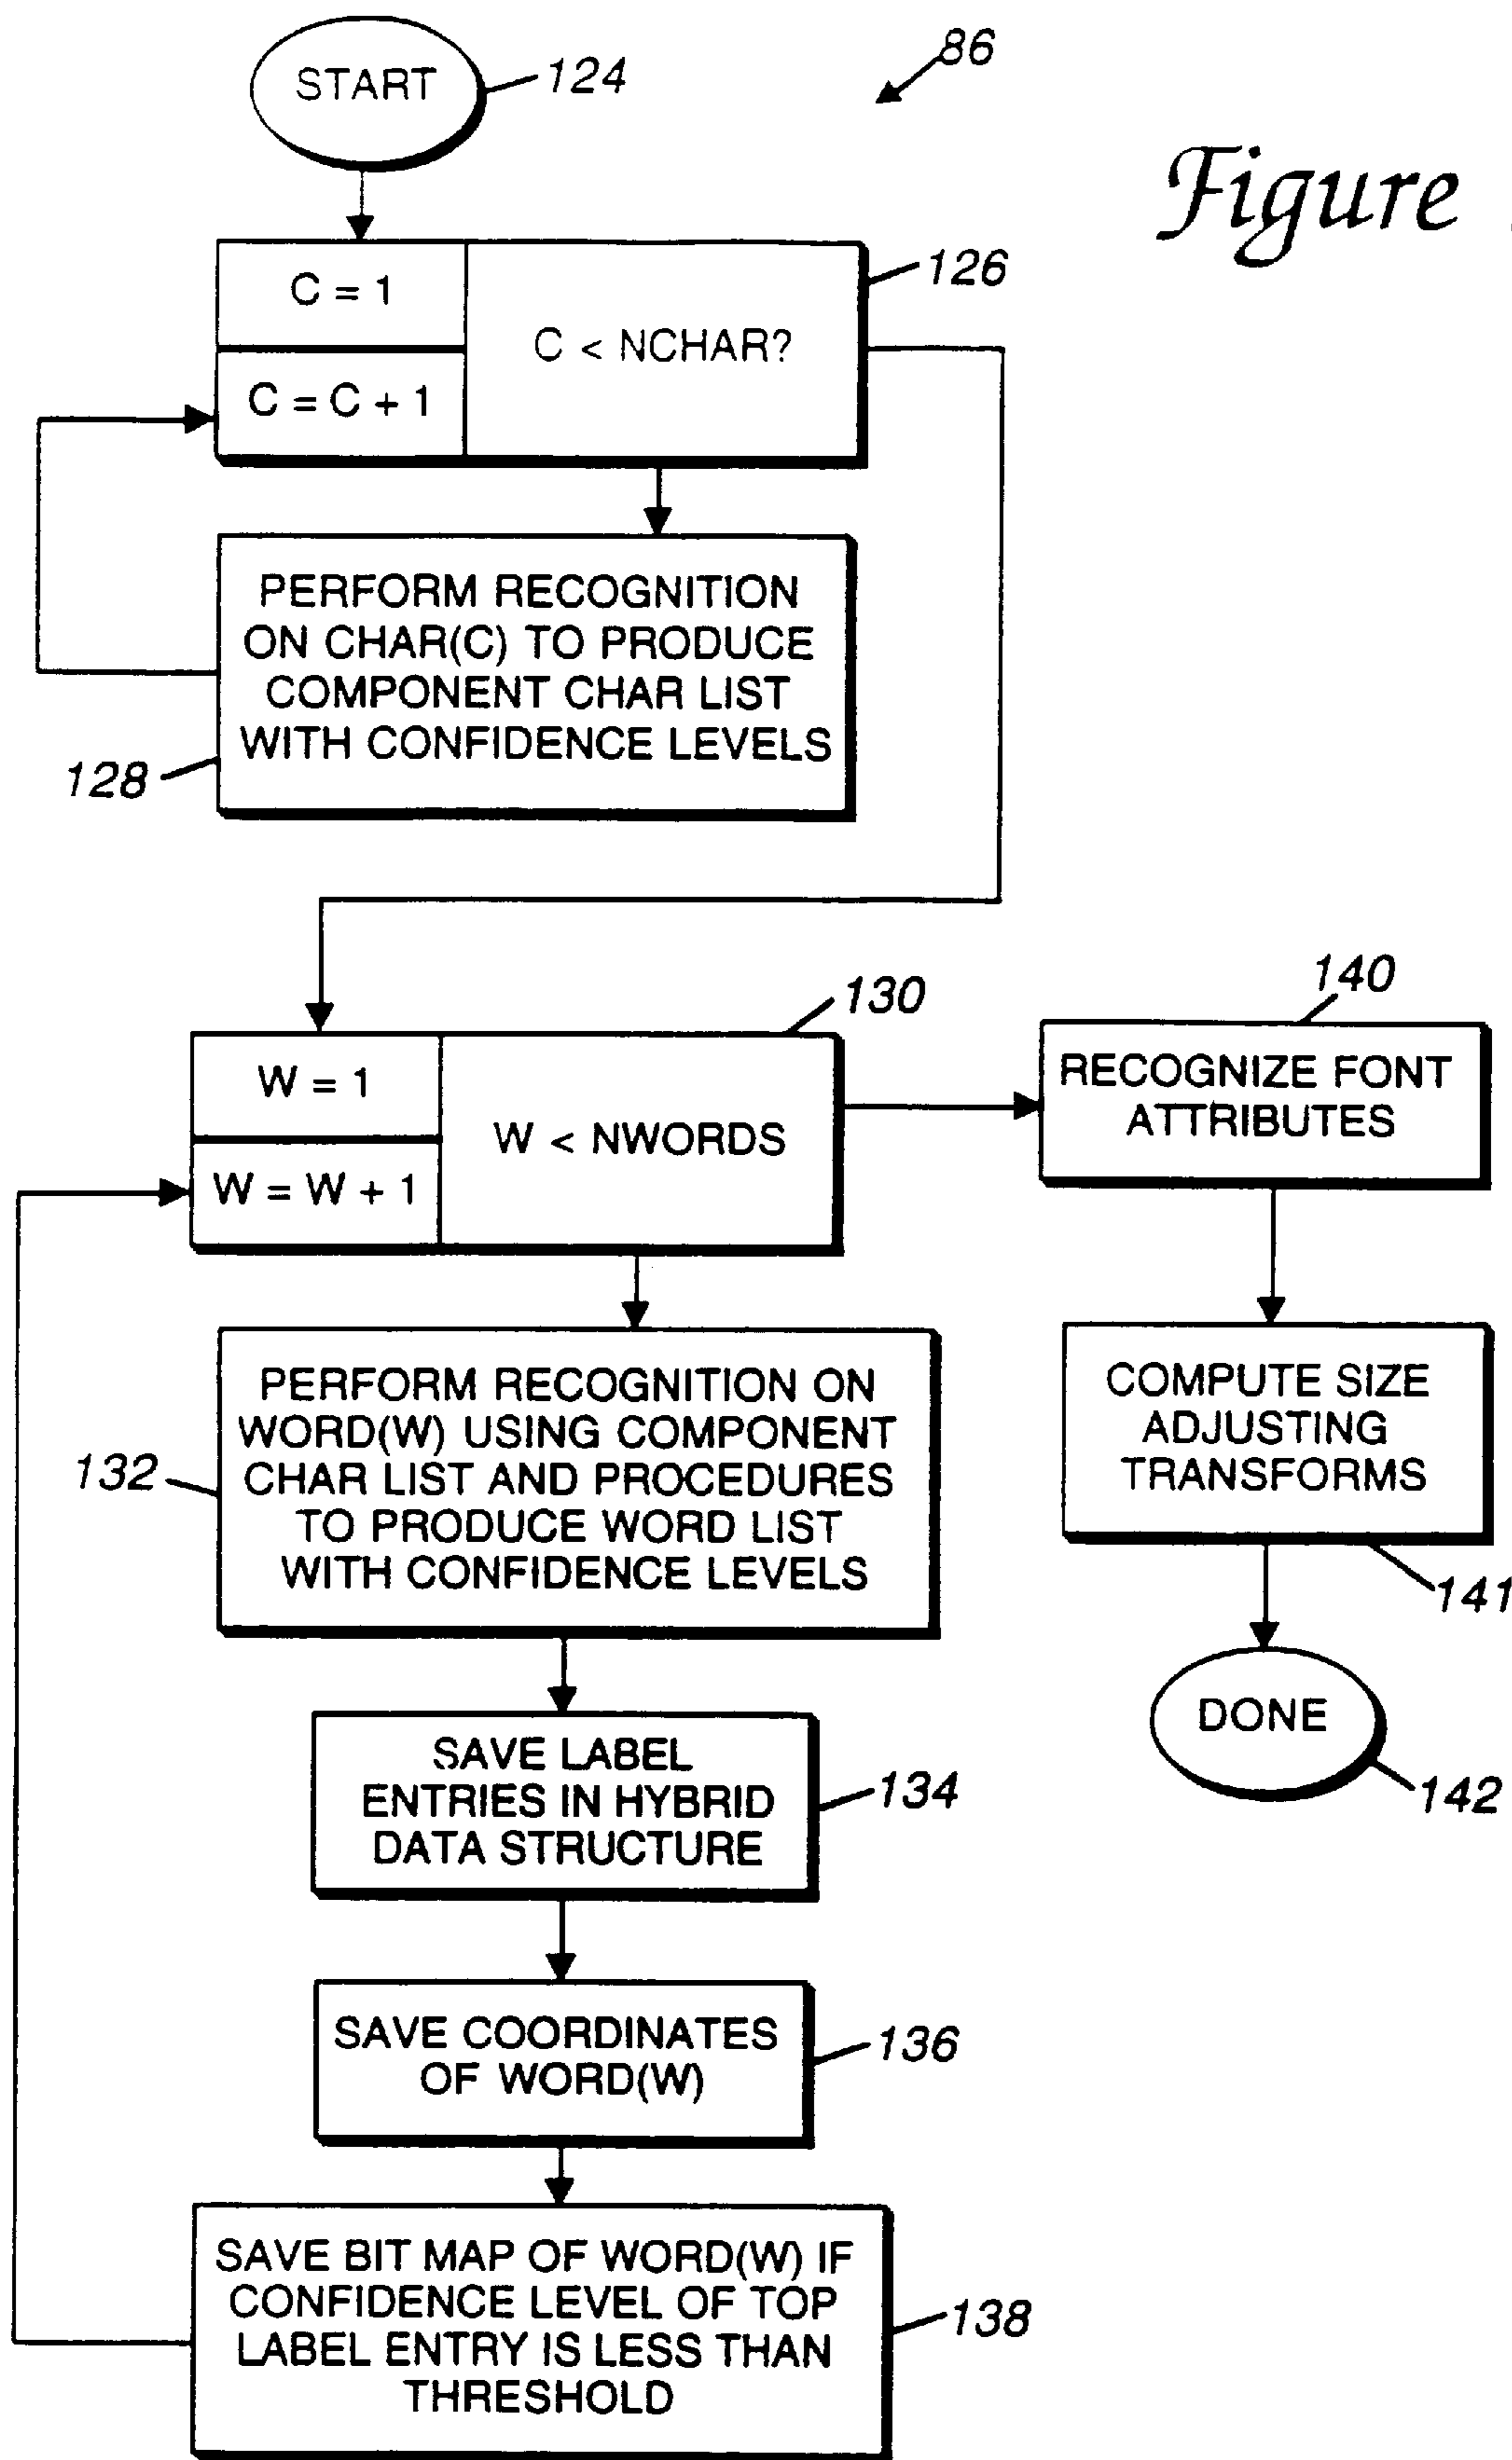 START
124
86
Figure
C = 1
C < NCHAR?
126
C = C + 1
PERFORM RECOGNITION
ON CHAR(C) TO PRODUCE
COMPONENT CHAR LIST
WITH CONFIDENCE LEVELS
128
130
140
W = 1
W < NWORDS
W = W + 1
RECOGNIZE FONT
ATTRIBUTES
PERFORM RECOGNITION ON
WORD(W) USING COMPONENT
CHAR LIST AND PROCEDURES
TO PRODUCE WORD LIST
WITH CONFIDENCE LEVELS
132
COMPUTE SIZE
ADJUSTING
TRANSFORMS
141
DONE
142
SAVE LABEL
ENTRIES IN HYBRID
DATA STRUCTURE
134
SAVE COORDINATES
OF WORD(W)
136
SAVE BIT MAP OF WORD(W) IF
CONFIDENCE LEVEL OF TOP
LABEL ENTRY IS LESS THAN
THRESHOLD
138